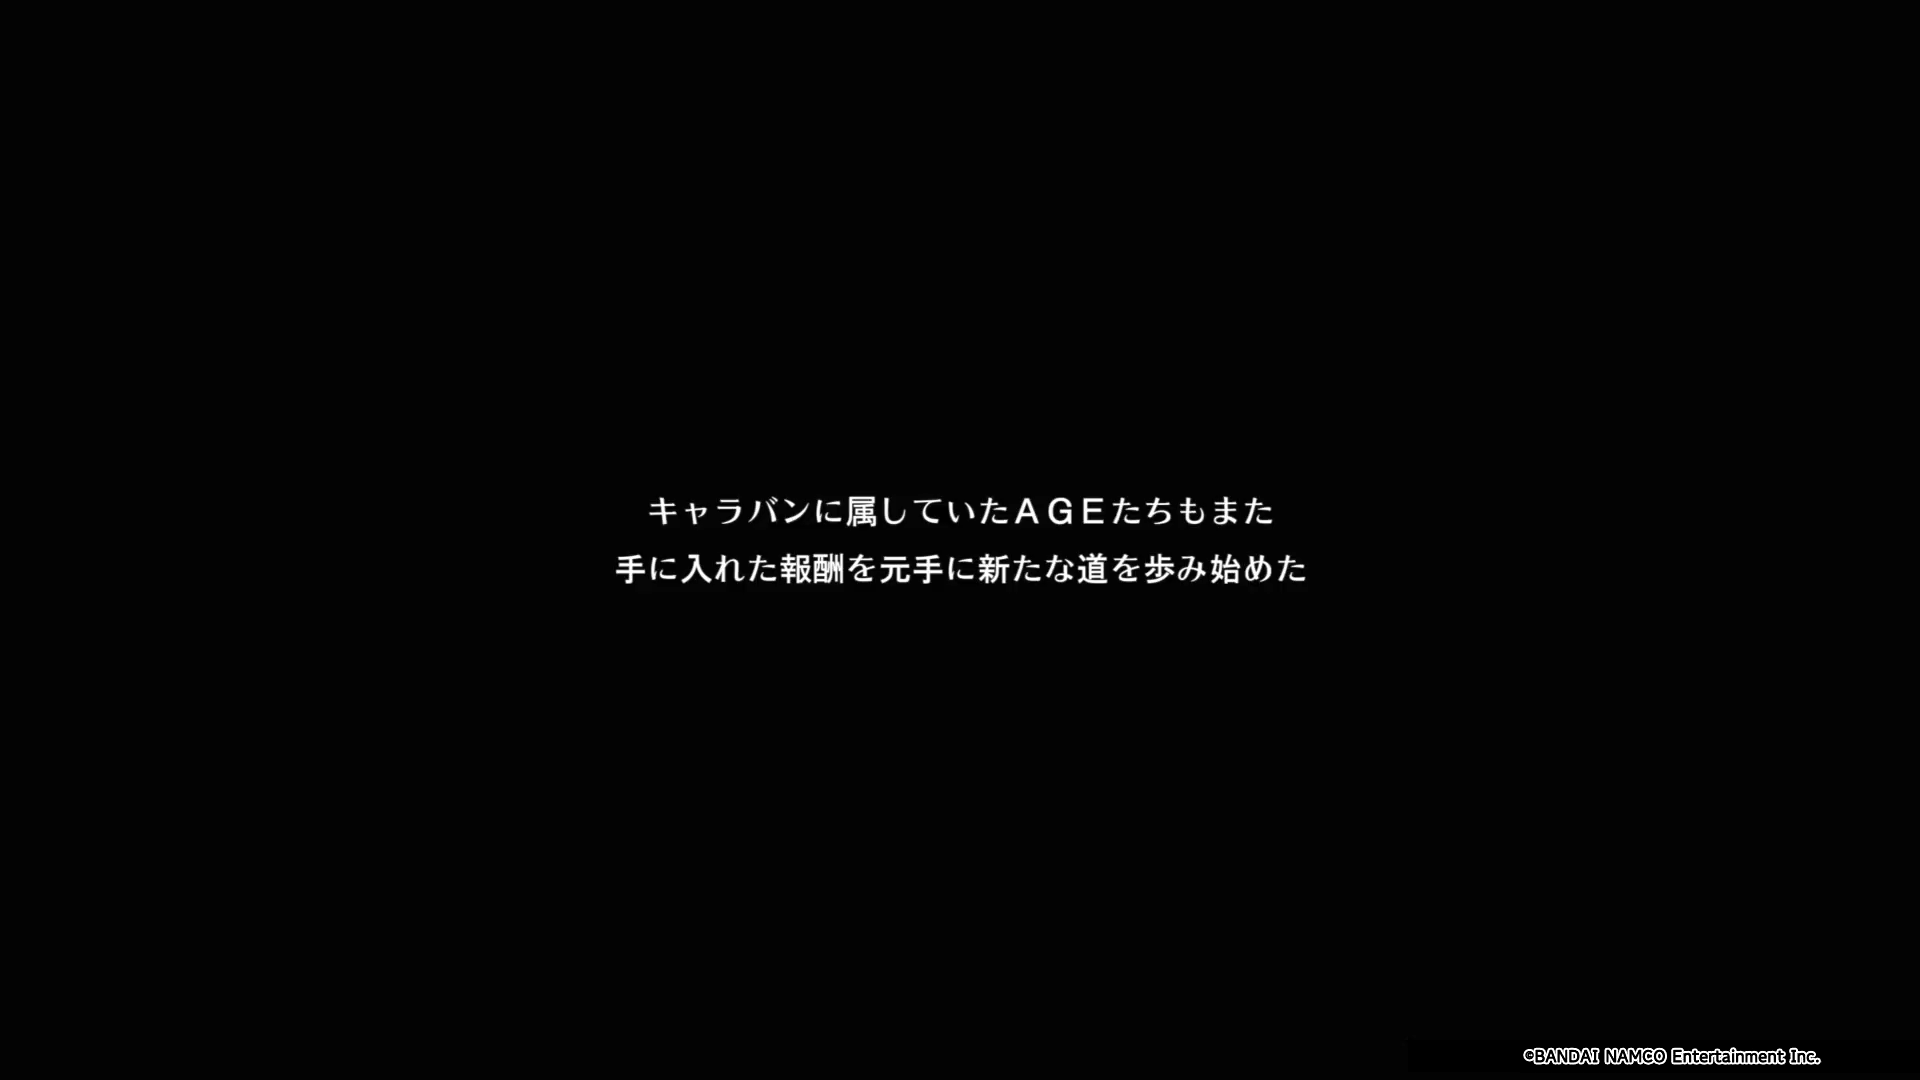 キャラバンに属していたＡＧＥたちもまた
手に入れた報酬を元手に新たな道を歩み始めた
©BANDAI NAMCO Entertainment Inc.